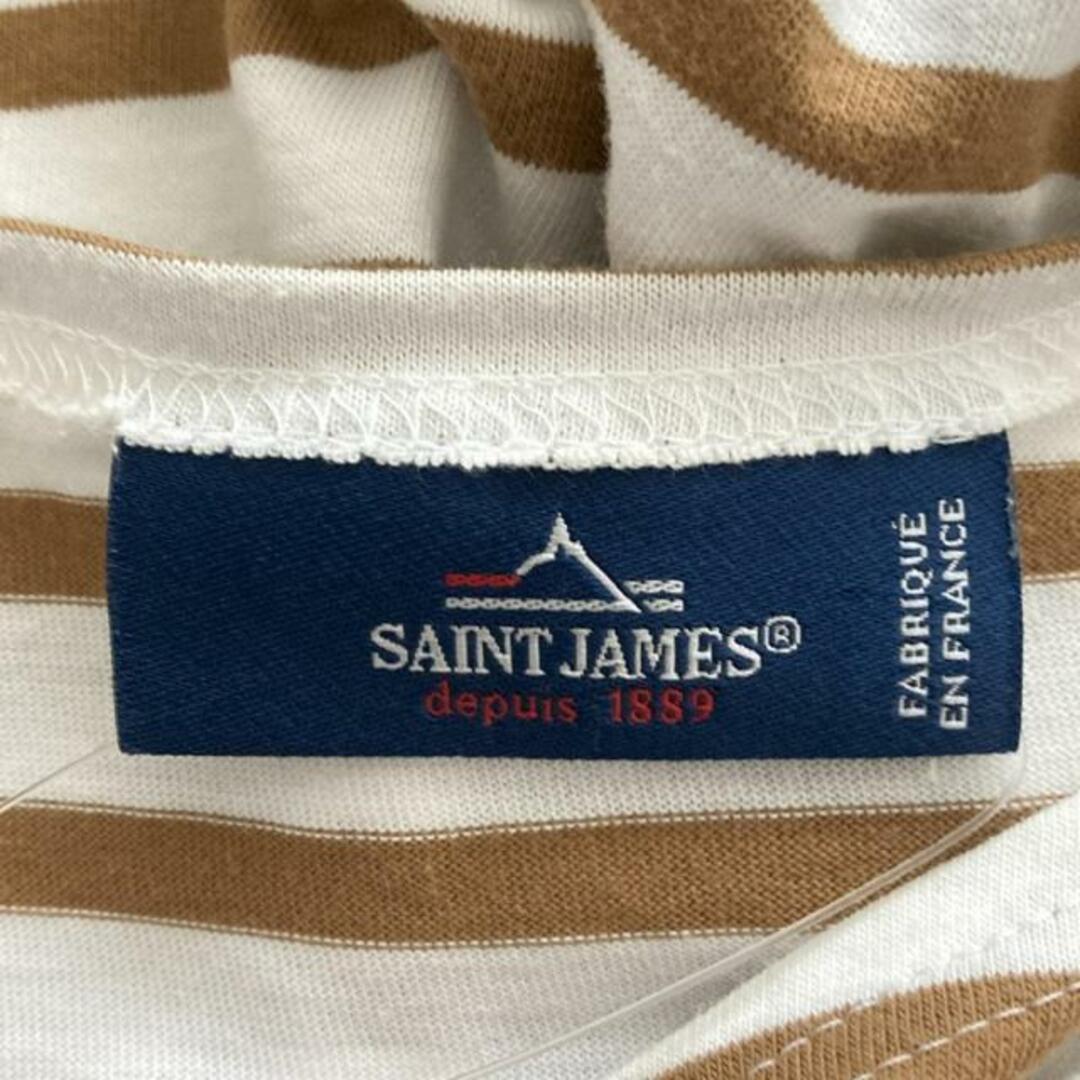 SAINT JAMES®
depuis 1889
FABRIQUÉ
EN FRANCE